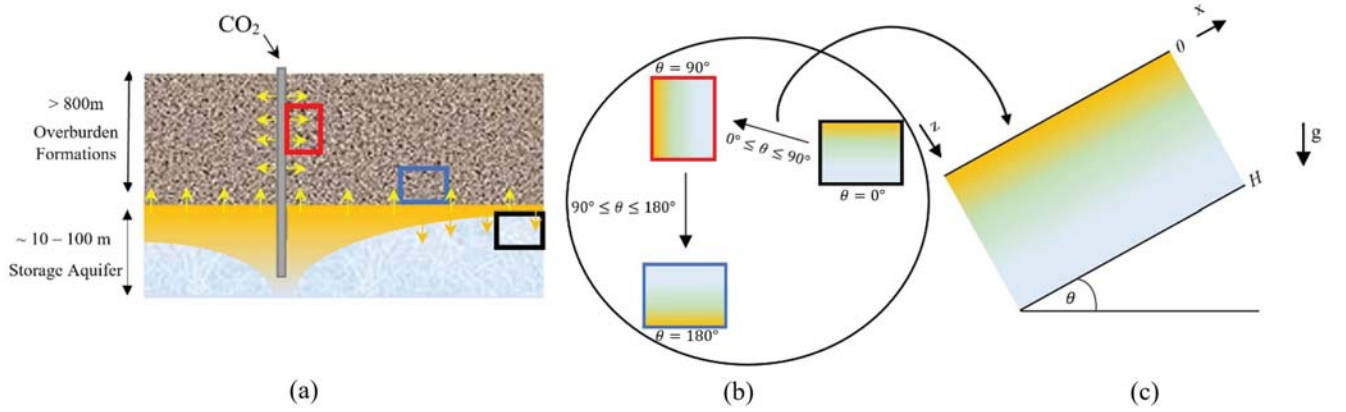 CO₂
> 800m
Overburden
Formations
~ 10 – 100 m
Storage Aquifer
(a)
θ = 90°
0° ≤ θ ≤ 90°
θ = 0°
90° ≤ θ ≤ 180°
θ = 180°
(b)
x
0
z
g
H
θ
(c)